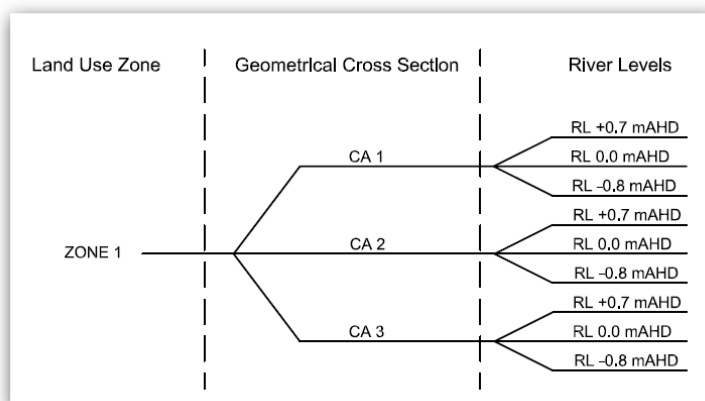 Land Use Zone
Geometrical Cross Section
River Levels
RL +0.7 mAHD
CA 1
RL 0.0 mAHD
RL -0.8 mAHD
RL +0.7 mAHD
ZONE 1
CA 2
RL 0.0 mAHD
RL -0.8 mAHD
RL +0.7 mAHD
CA 3
RL 0.0 mAHD
RL -0.8 mAHD